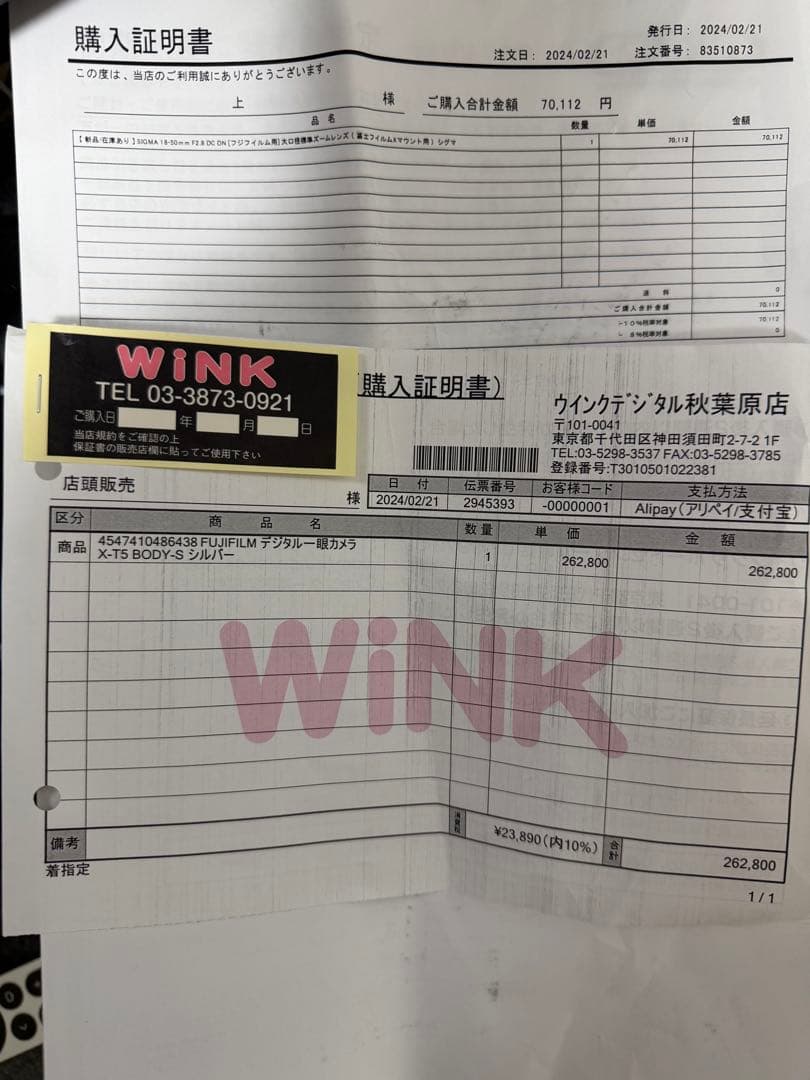 購入証明書
発行日: 2024/02/21
注文日: 2024/02/21 注文番号: 83510873
この度は、当店のご利用誠にありがとうございます。
上 様 ご購入合計金額 70,112 円
品名 数量 単価 金額
【新品/在庫あり】SIGMA 18-50mm F2.8 DC DN [フジフイルム用] 大口径標準ズームレンズ (富士フイルムXマウント用) シグマ 1 70,112 70,112
送料 0
ご購入合計金額 70,112
10%税率対象 70,112
8%税率対象 0
WiNK
TEL 03-3873-0921
ご購入日 年 月 日
当店規約をご確認の上
保証書の販売店欄に貼ってご使用下さい
(購入証明書)
ウインクデジタル秋葉原店
〒101-0041
東京都千代田区神田須田町2-7-2 1F
TEL:03-5298-3537 FAX:03-5298-3785
登録番号:T3010501022381
店頭販売 様
日付 伝票番号 お客様コード 支払方法
2024/02/21 2945393 -00000001 Alipay(アリペイ/支付宝)
区分 商品名 数量 単価 金額
商品 4547410486438 FUJIFILM デジタル一眼カメラ
X-T5 BODY-S シルバー 1 262,800 262,800
WiNK
備考 消費税 ¥23,890(内10%) 合計 262,800
着指定
1/1